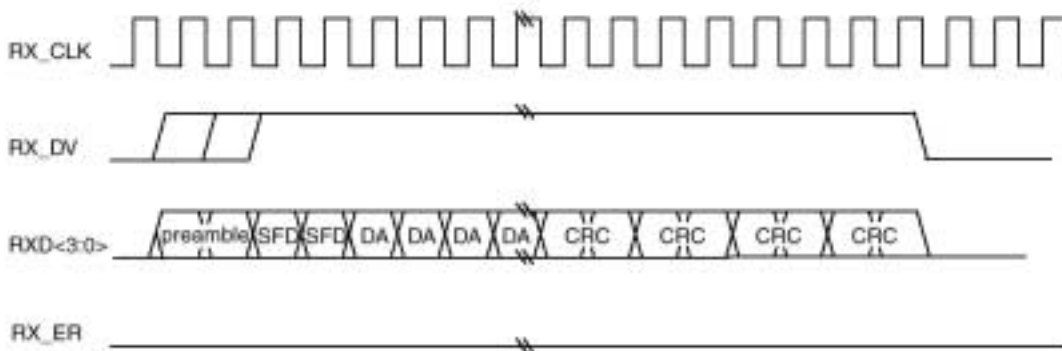 RX_CLK
RX_DV
RXD<3:0> preamble SFD SFD DA DA DA DA CRC CRC CRC CRC
RX_ER